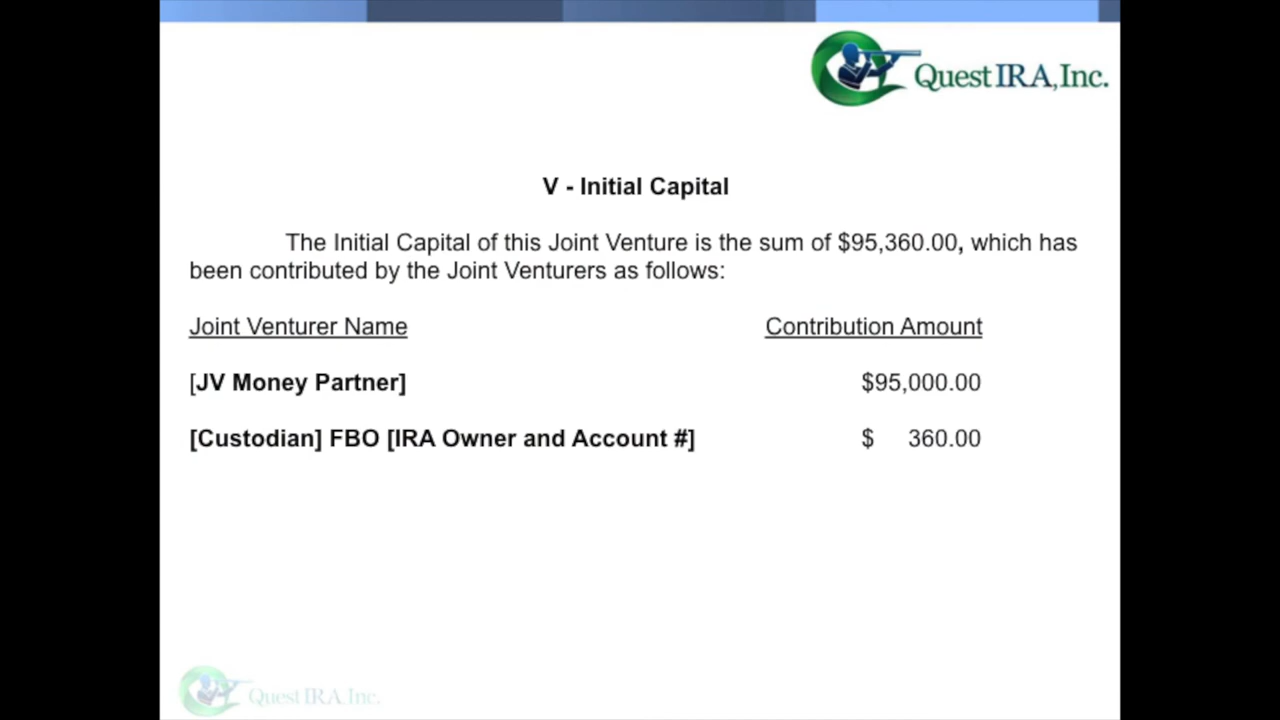 Quest IRA, Inc.
V - Initial Capital
The Initial Capital of this Joint Venture is the sum of $95,360.00, which has
been contributed by the Joint Venturers as follows:
Joint Venturer Name Contribution Amount
[JV Money Partner] $95,000.00
[Custodian] FBO [IRA Owner and Account #] $ 360.00
Quest IRA, Inc.